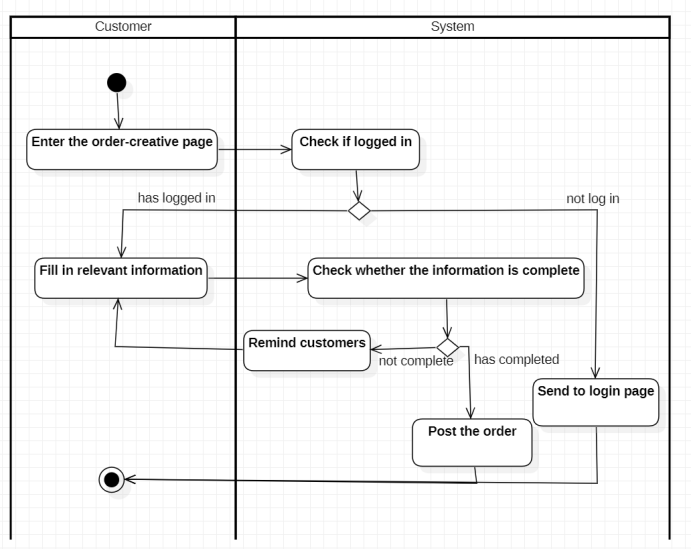 Customer
System
Enter the order-creative page
Check if logged in
has logged in
not log in
Fill in relevant information
Check whether the information is complete
Remind customers
not complete
has completed
Send to login page
Post the order